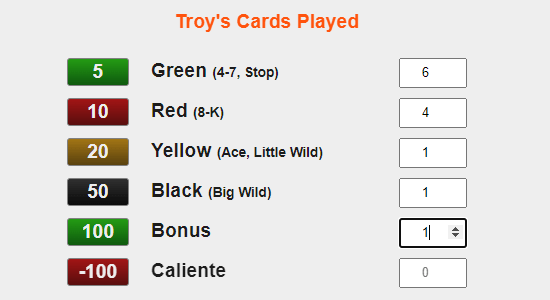 Troy's Cards Played
5 Green (4-7, Stop) 6
10 Red (8-K) 4
20 Yellow (Ace, Little Wild) 1
50 Black (Big Wild) 1
100 Bonus 1
-100 Caliente 0